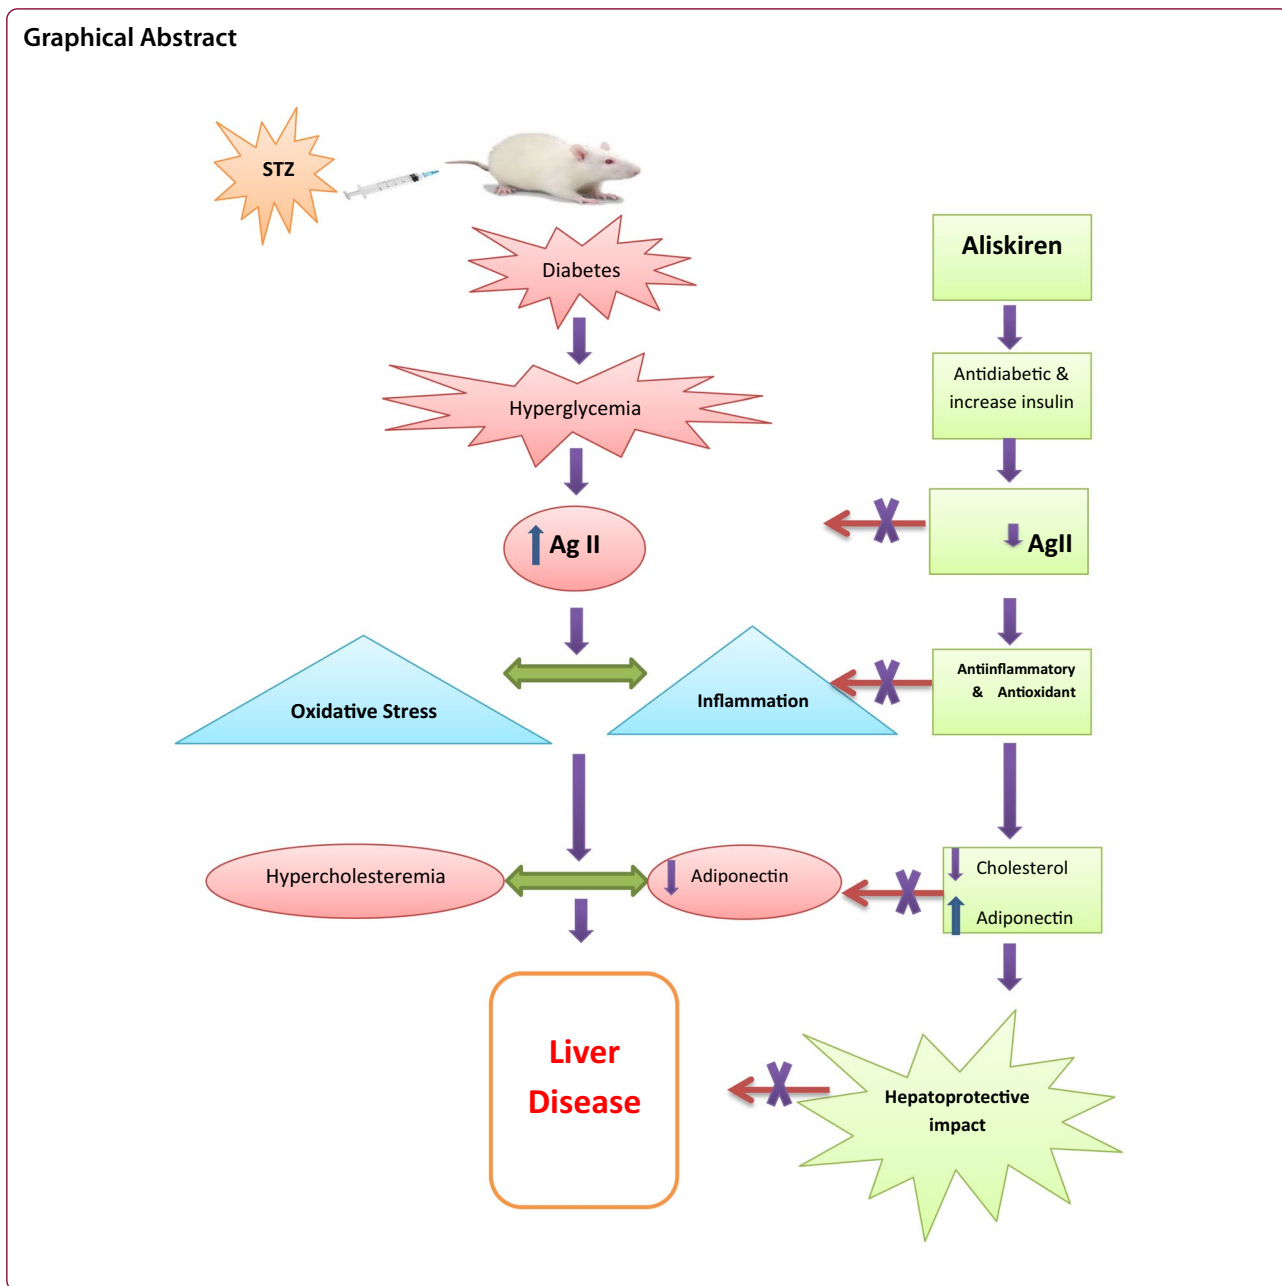 Graphical Abstract
STZ
Diabetes
Hyperglycemia
Ag II
Oxidative Stress
Inflammation
Hypercholesteremia
Adiponectin
Liver
Disease
Aliskiren
Antidiabetic &
increase insulin
AgII
Antiinflammatory
& Antioxidant
Cholesterol
Adiponectin
Hepatoprotective
impact